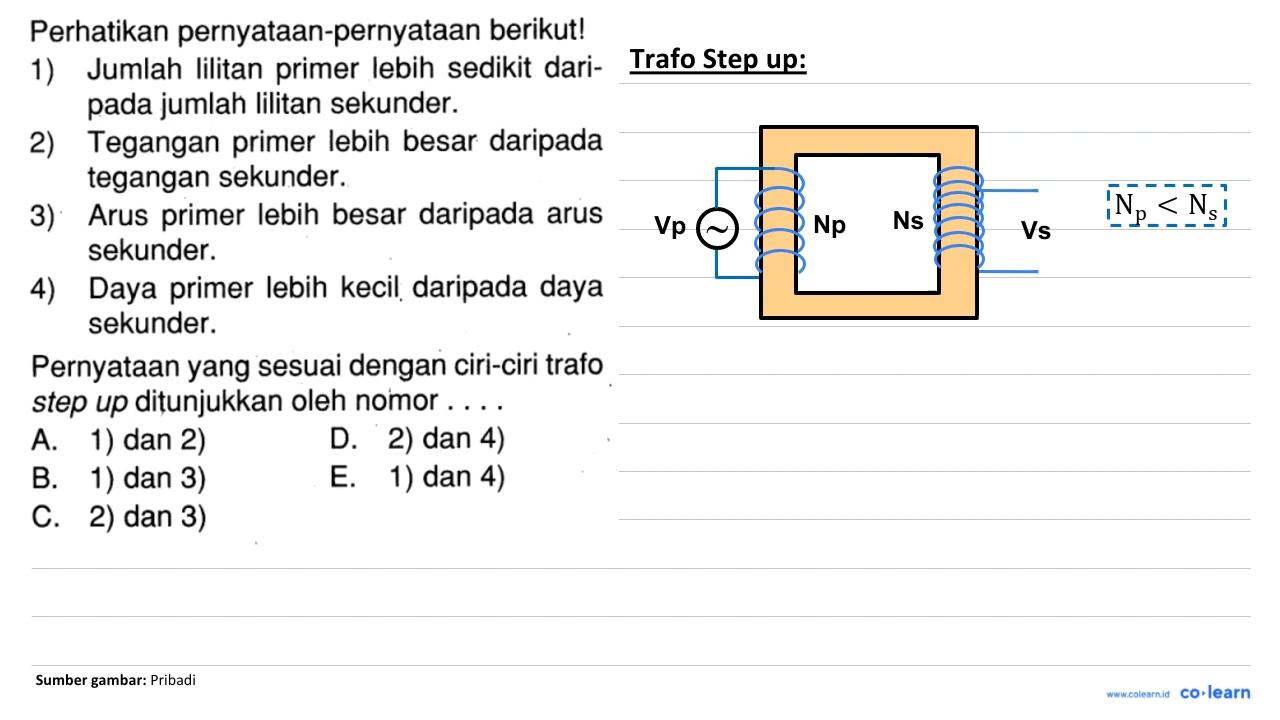 Perhatikan pernyataan-pernyataan berikut!
1) Jumlah lilitan primer lebih sedikit dari-
pada jumlah lilitan sekunder.
2) Tegangan primer lebih besar daripada
tegangan sekunder.
3) Arus primer lebih besar daripada arus
sekunder.
4) Daya primer lebih kecil daripada daya
sekunder.
Pernyataan yang sesuai dengan ciri-ciri trafo
step up ditunjukkan oleh nomor . . . .
A. 1) dan 2)
B. 1) dan 3)
C. 2) dan 3)
D. 2) dan 4)
E. 1) dan 4)
Trafo Step up:
Vp
Np
Ns
Vs
Np < Ns
Sumber gambar: Pribadi
www.colearn.id
co·learn